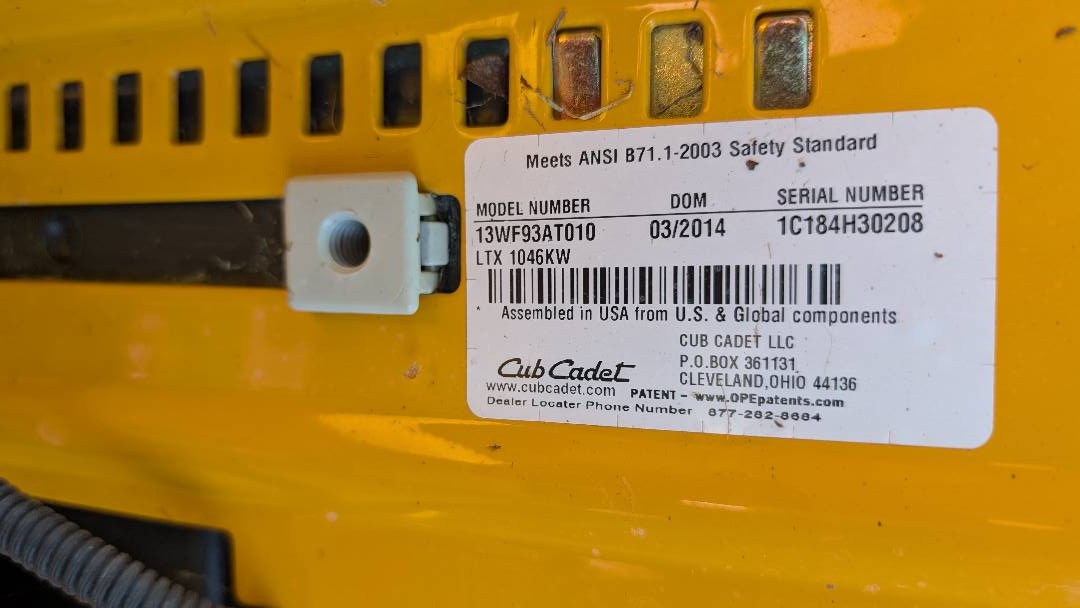 Meets ANSI B71.1-2003 Safety Standard
MODEL NUMBER DOM SERIAL NUMBER
13WF93AT010 03/2014 1C184H30208
LTX 1046KW
* Assembled in USA from U.S. & Global components
CUB CADET LLC
P.O.BOX 361131
CLEVELAND,OHIO 44136
Cub Cadet
www.cubcadet.com PATENT - www.OPEpatents.com
Dealer Locater Phone Number 877-282-8684